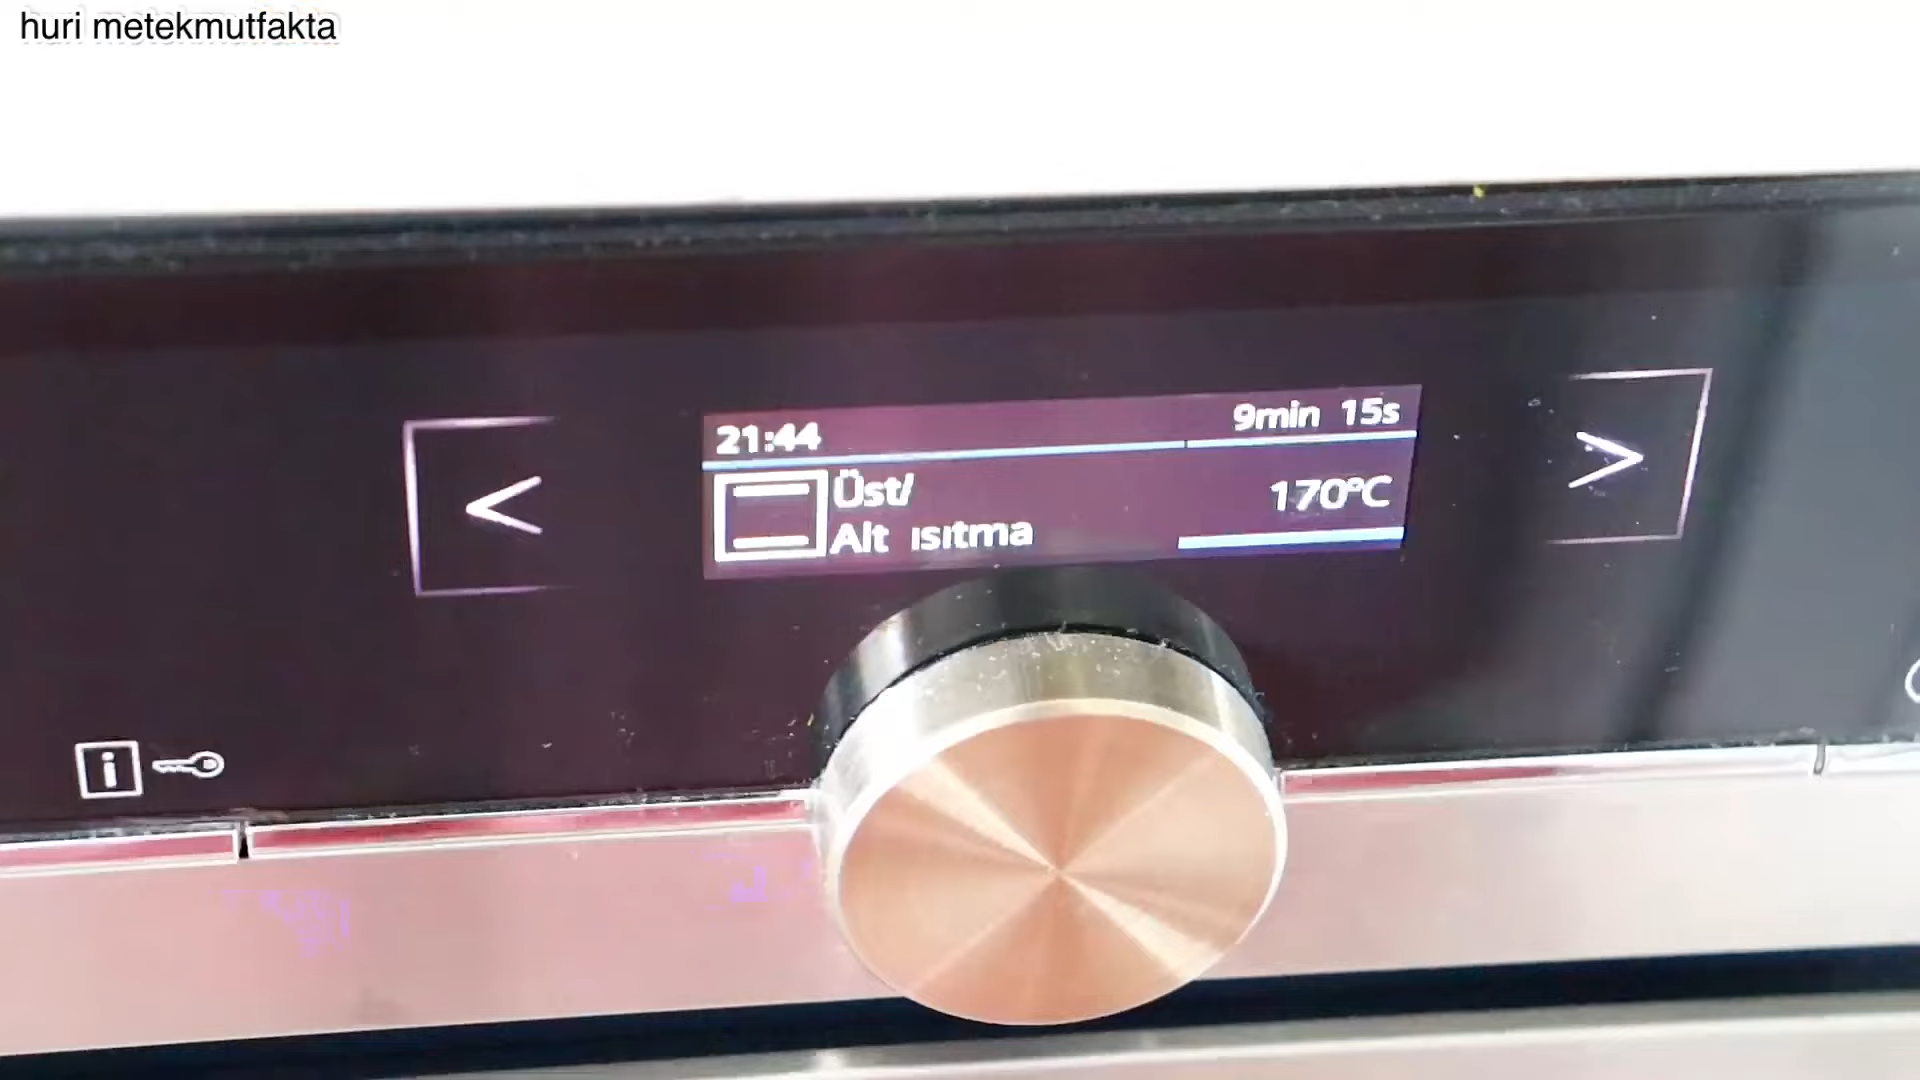 huri metekmutfakta
21:44 9min 15s
Üst/ 170°C
Alt ısıtma
i